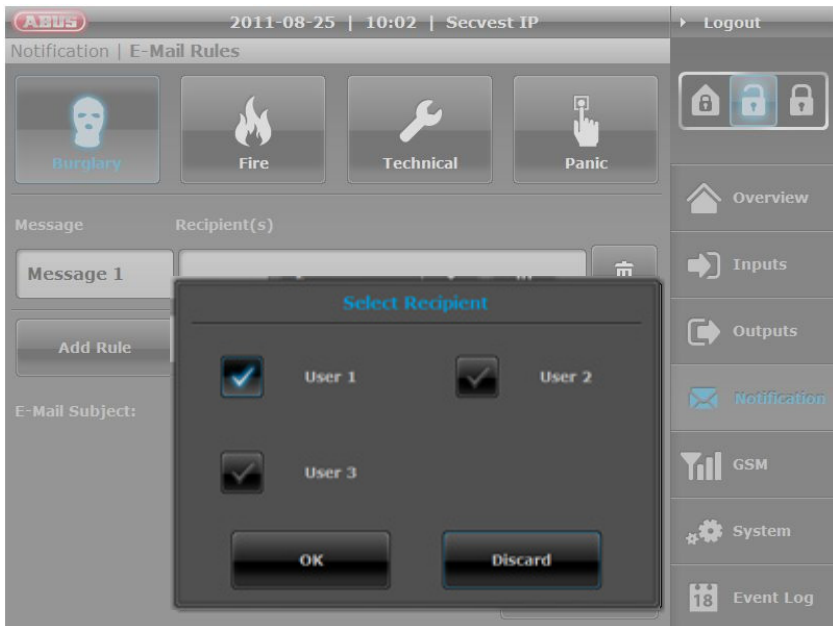 ABUS 2011-08-25 | 10:02 | Secvest IP
Logout
Notification | E-Mail Rules
Burglary Fire Technical Panic
Overview
Message Recipient(s)
Message 1
Inputs
Select Recipient
Add Rule
Outputs
User 1 User 2
E-Mail Subject:
Notification
User 3
GSM
OK Discard
System
18 Event Log